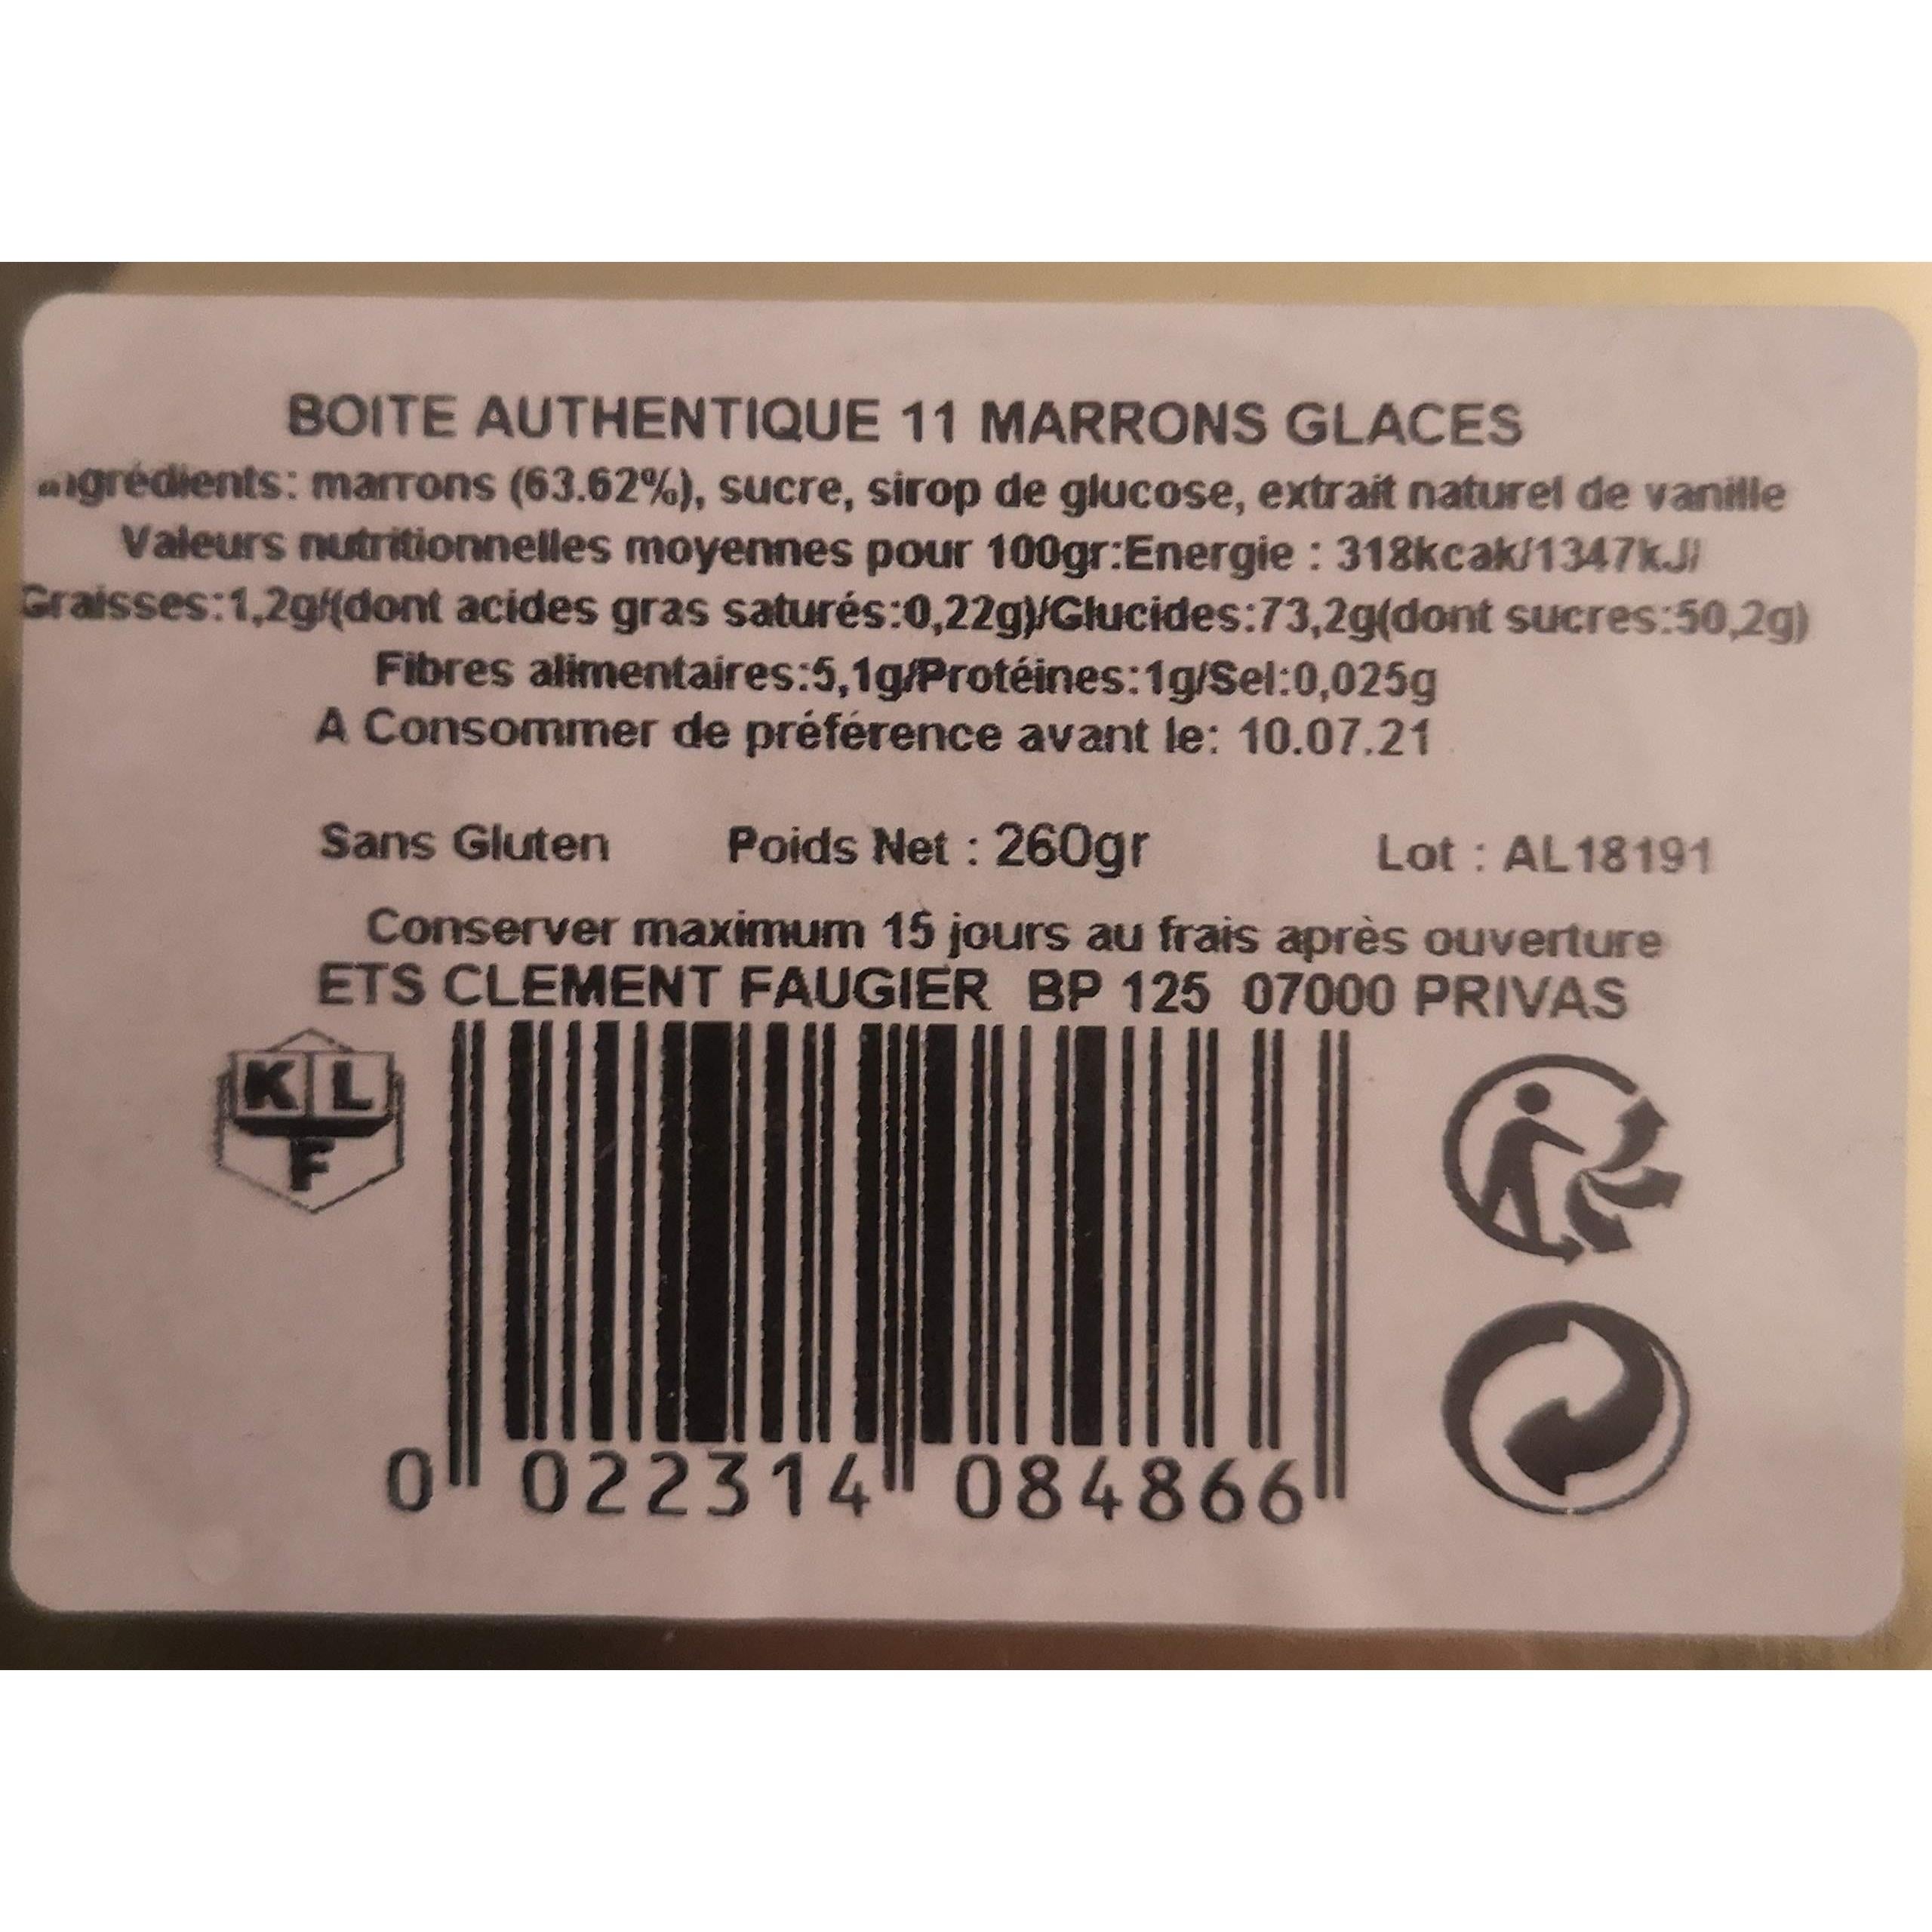 BOITE AUTHENTIQUE 11 MARRONS GLACES
Ingrédients: marrons (63.62%), sucre, sirop de glucose, extrait naturel de vanille
Valeurs nutritionnelles moyennes pour 100gr:Energie : 318kcak/1347kJ/
Graisses:1,2g/(dont acides gras saturés:0,22g)/Glucides:73,2g(dont sucres:50,2g)
Fibres alimentaires:5,1g/Protéines:1g/Sel:0,025g
A Consommer de préférence avant le: 10.07.21
Sans Gluten Poids Net : 260gr Lot : AL18191
Conserver maximum 15 jours au frais après ouverture
ETS CLEMENT FAUGIER BP 125 07000 PRIVAS
K L
F
0 022314 084866